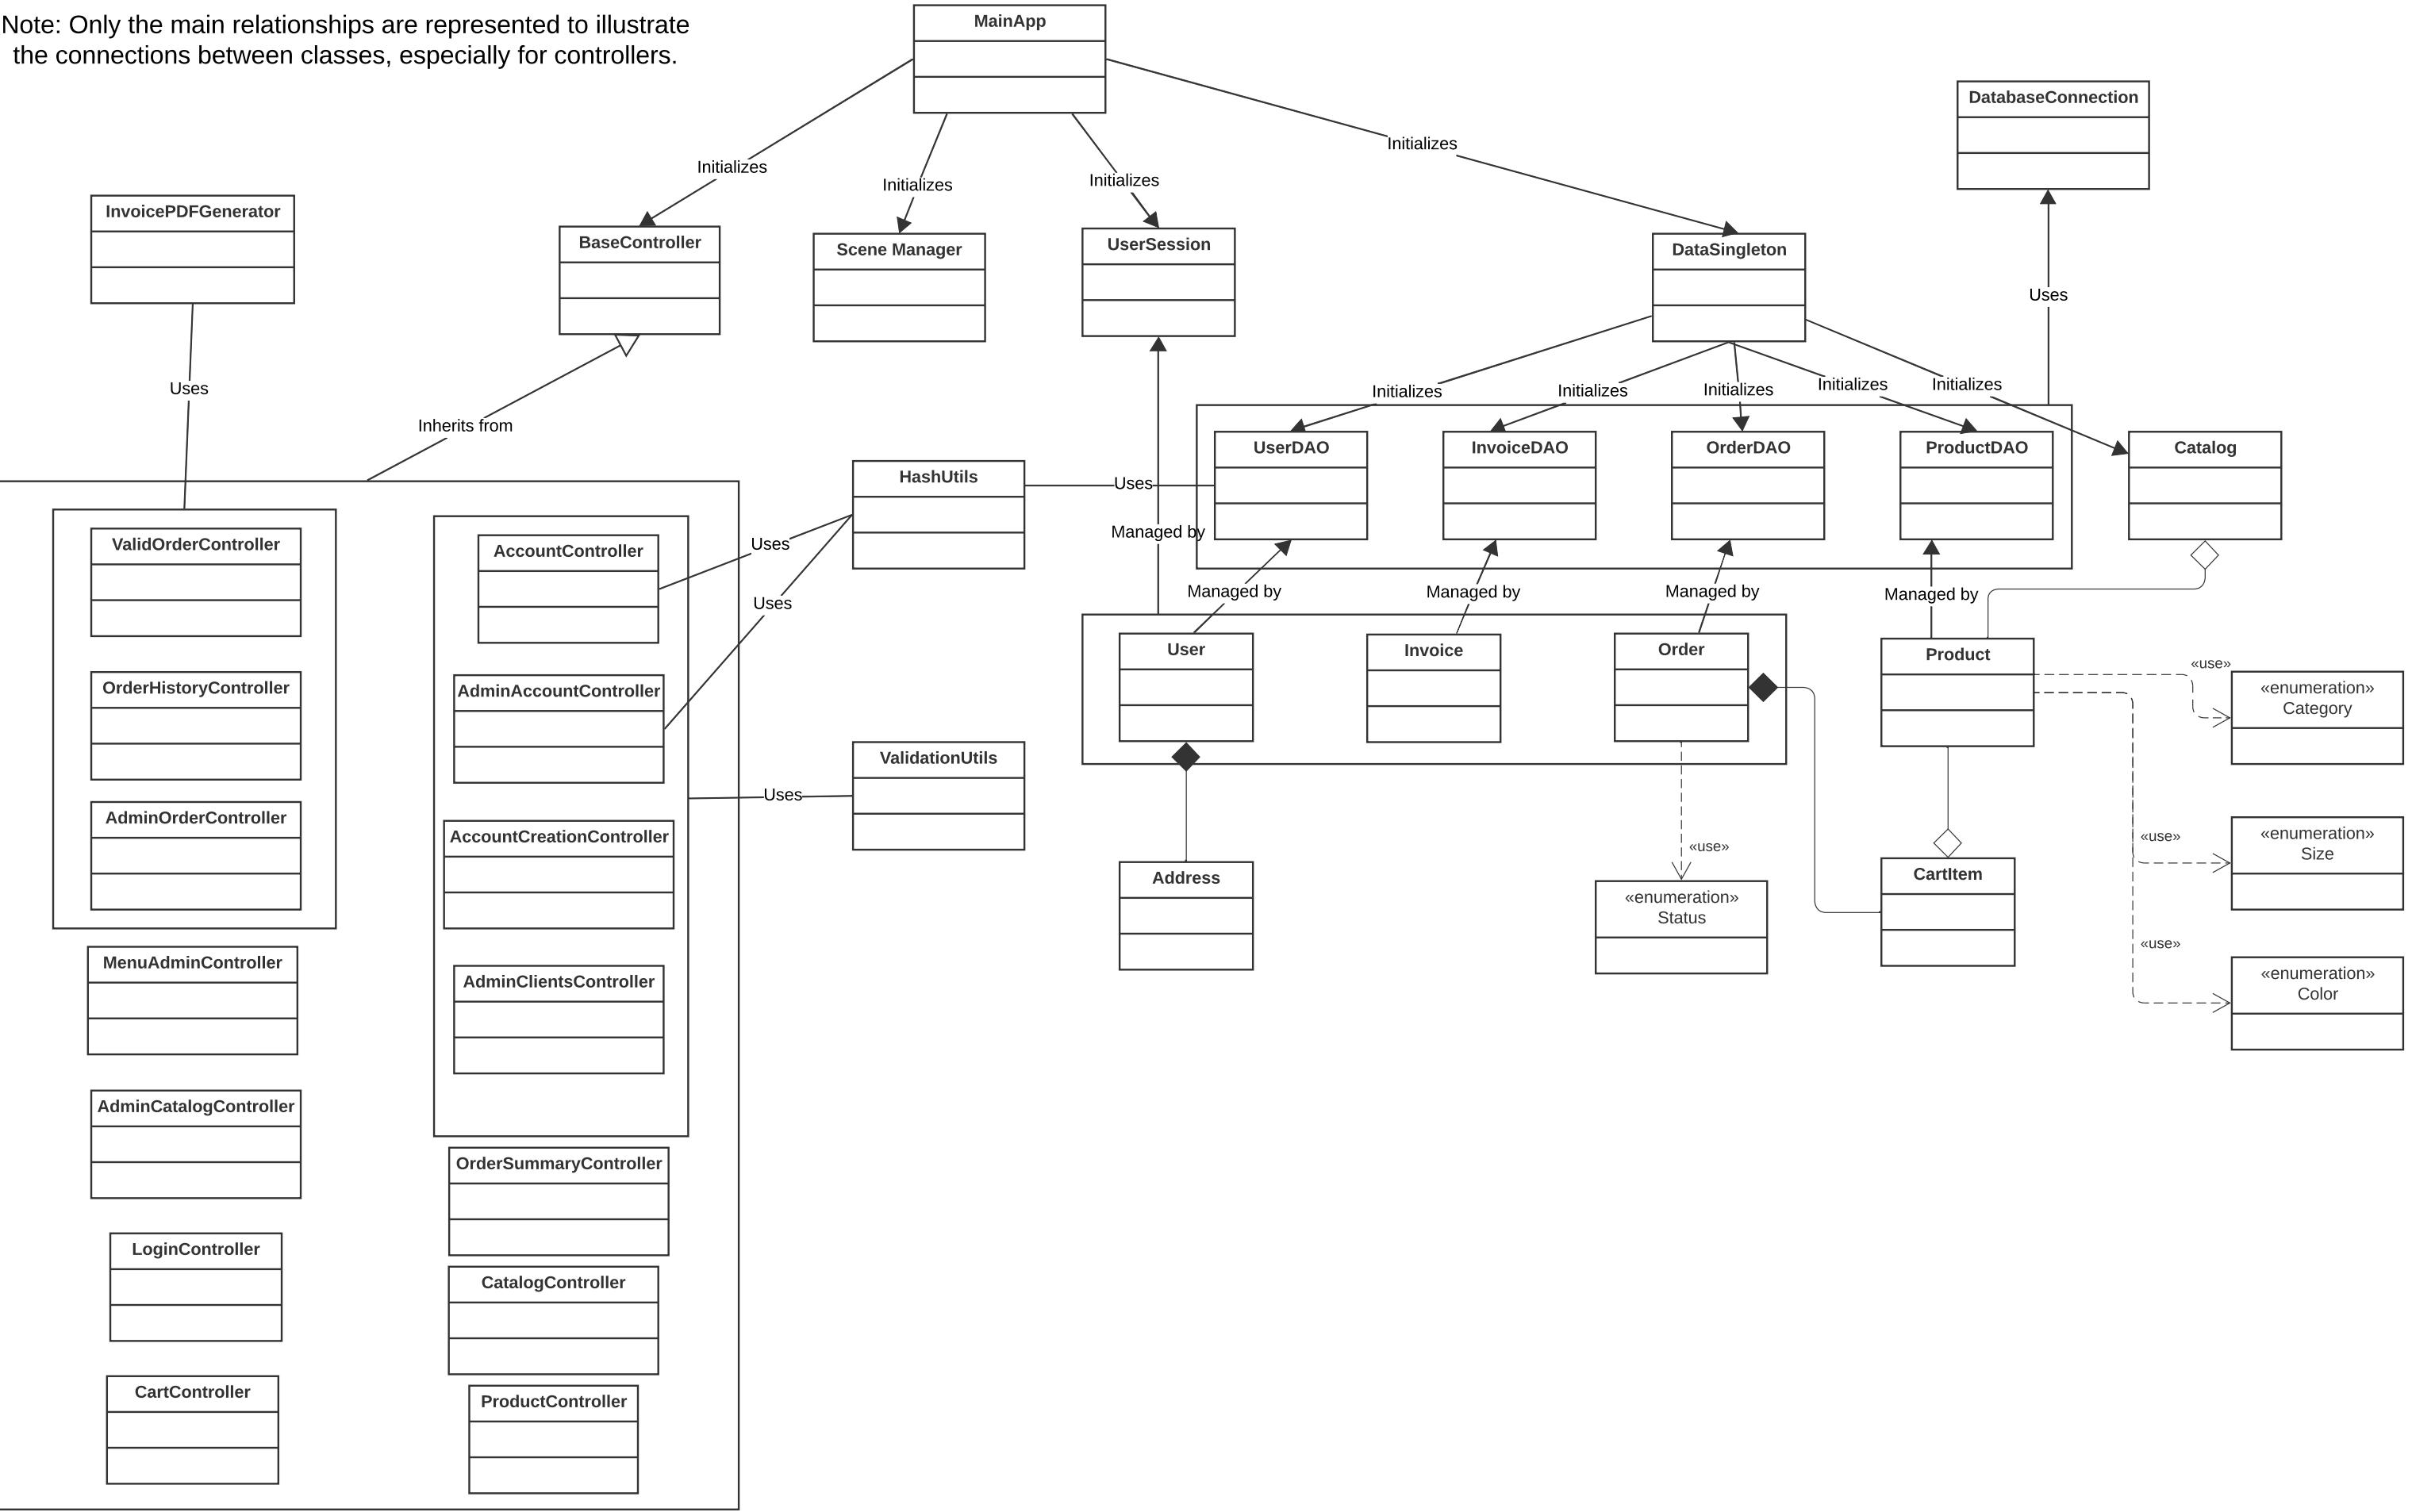 Note: Only the main relationships are represented to illustrate
the connections between classes, especially for controllers.
MainApp
DatabaseConnection
Initializes
Initializes
Initializes
Initializes
InvoicePDFGenerator
BaseController
Scene Manager
UserSession
DataSingleton
Uses
Uses
Inherits from
Initializes
Initializes
Initializes
Initializes
Initializes
UserDAO
InvoiceDAO
OrderDAO
ProductDAO
Catalog
HashUtils
Uses
Managed by
Uses
Uses
ValidOrderController
AccountController
Managed by
Managed by
Managed by
Managed by
User
Invoice
Order
Product
«use»
«enumeration»
Category
OrderHistoryController
AdminAccountController
ValidationUtils
Uses
AdminOrderController
AccountCreationController
«use»
«enumeration»
Size
«use»
Address
«enumeration»
Status
CartItem
«use»
«enumeration»
Color
MenuAdminController
AdminClientsController
AdminCatalogController
OrderSummaryController
LoginController
CatalogController
CartController
ProductController